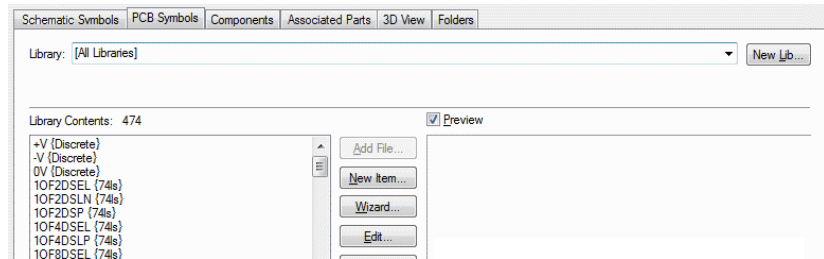 Schematic Symbols PCB Symbols Components Associated Parts 3D View Folders
Library: [All Libraries] New Lib...
Library Contents: 474 Preview
+V {Discrete}
-V {Discrete}
0V {Discrete}
1OF2DSEL {74ls}
1OF2DSLN {74ls}
1OF2DSP {74ls}
1OF4DSEL {74ls}
1OF4DSLP {74ls}
1OF8DSEL {74ls}
Add File...
New Item...
Wizard...
Edit...